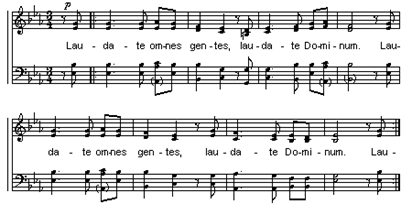 p
Lau- da-te om-nes gen-tes, lau-da-te Do-mi-num. Lau-
da-te om-nes gen-tes, lau-da-te Do-mi-num. Lau-